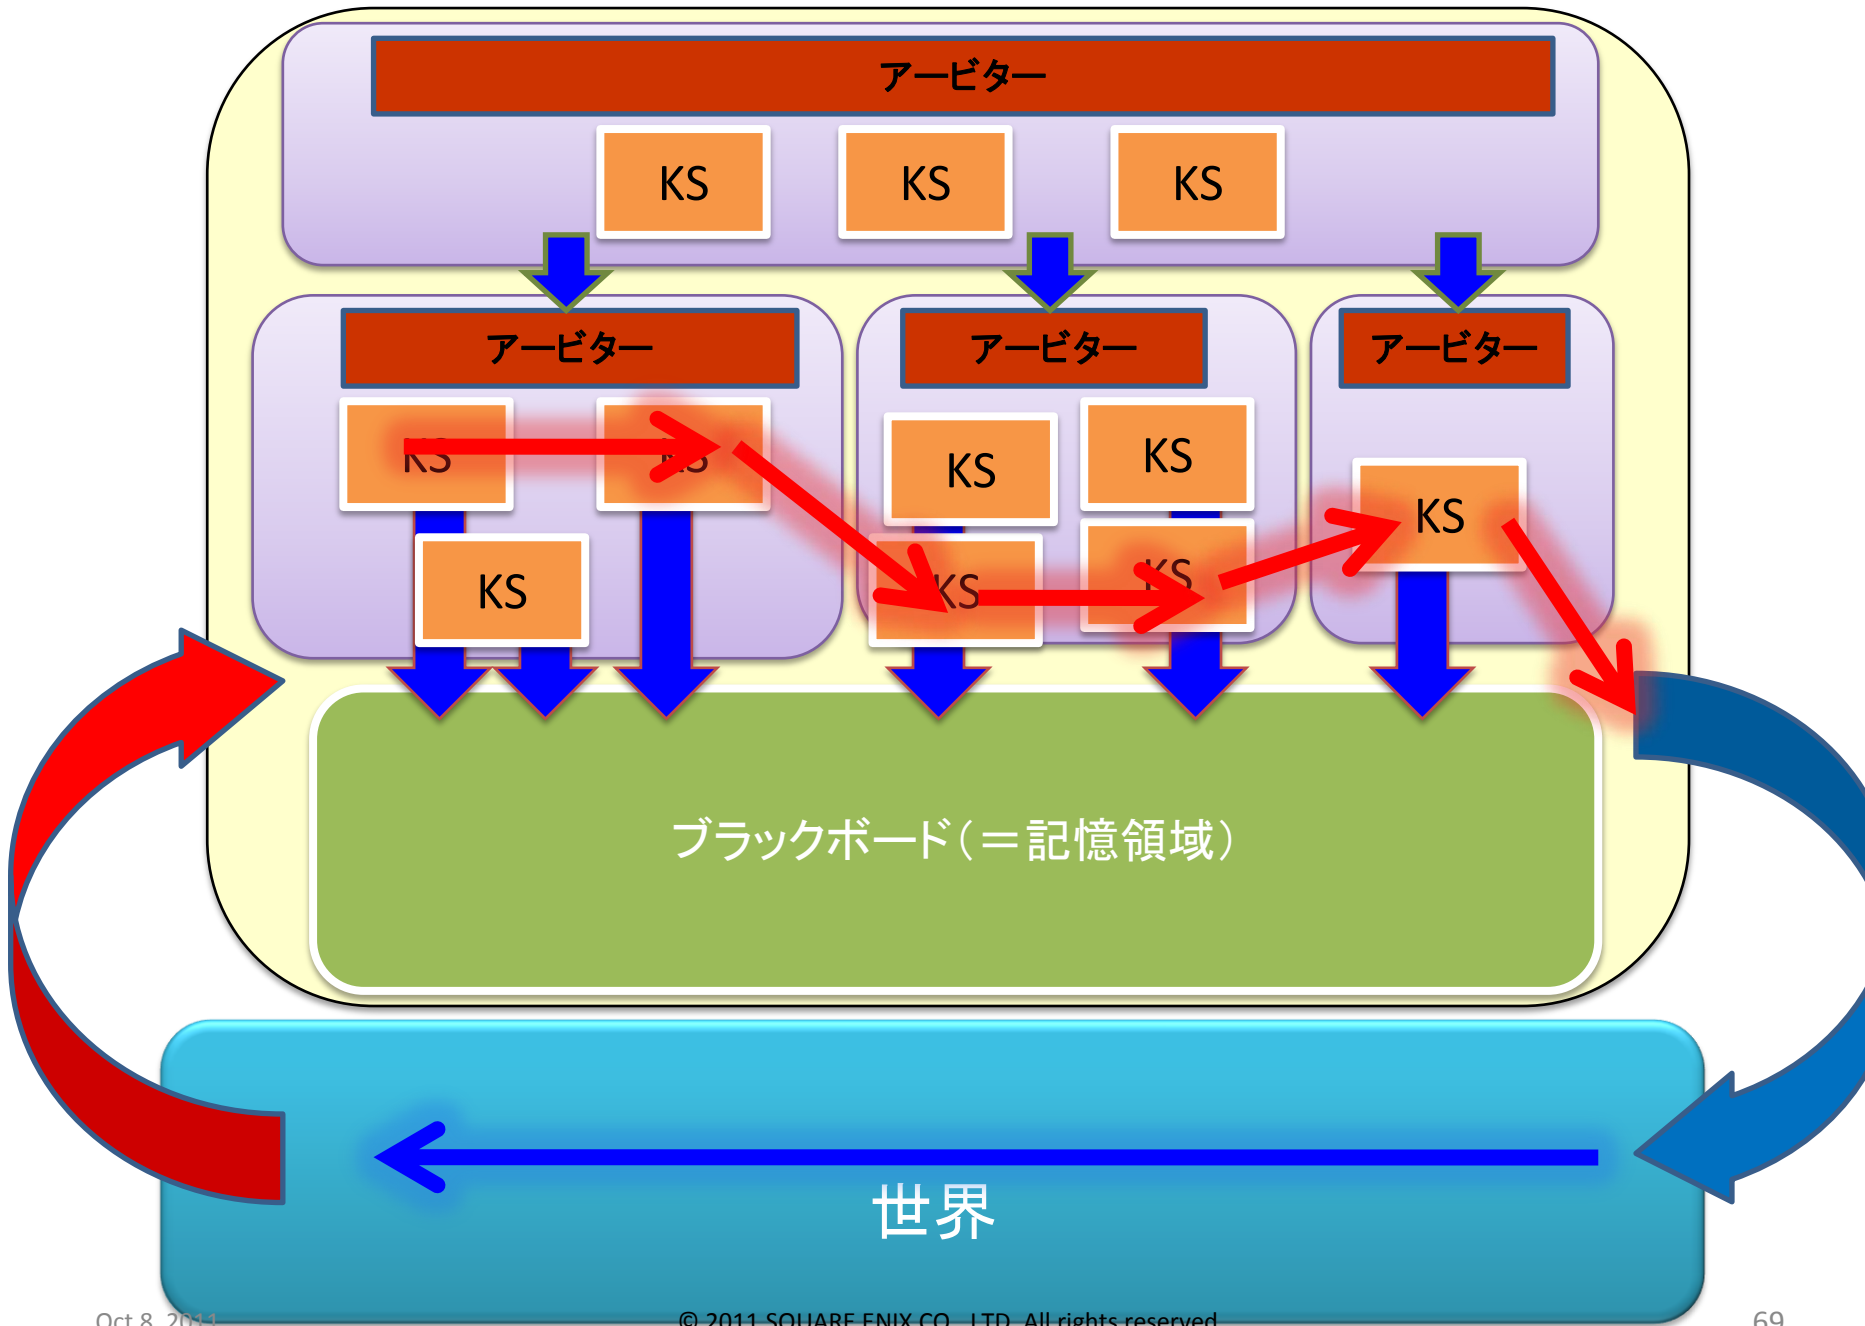 アービター
KS KS KS
アービター アービター アービター
KS KS KS KS KS
KS KS KS
ブラックボード(=記憶領域)
世界
Oct 8, 2011 © 2011 SQUARE ENIX CO., LTD. All rights reserved 69